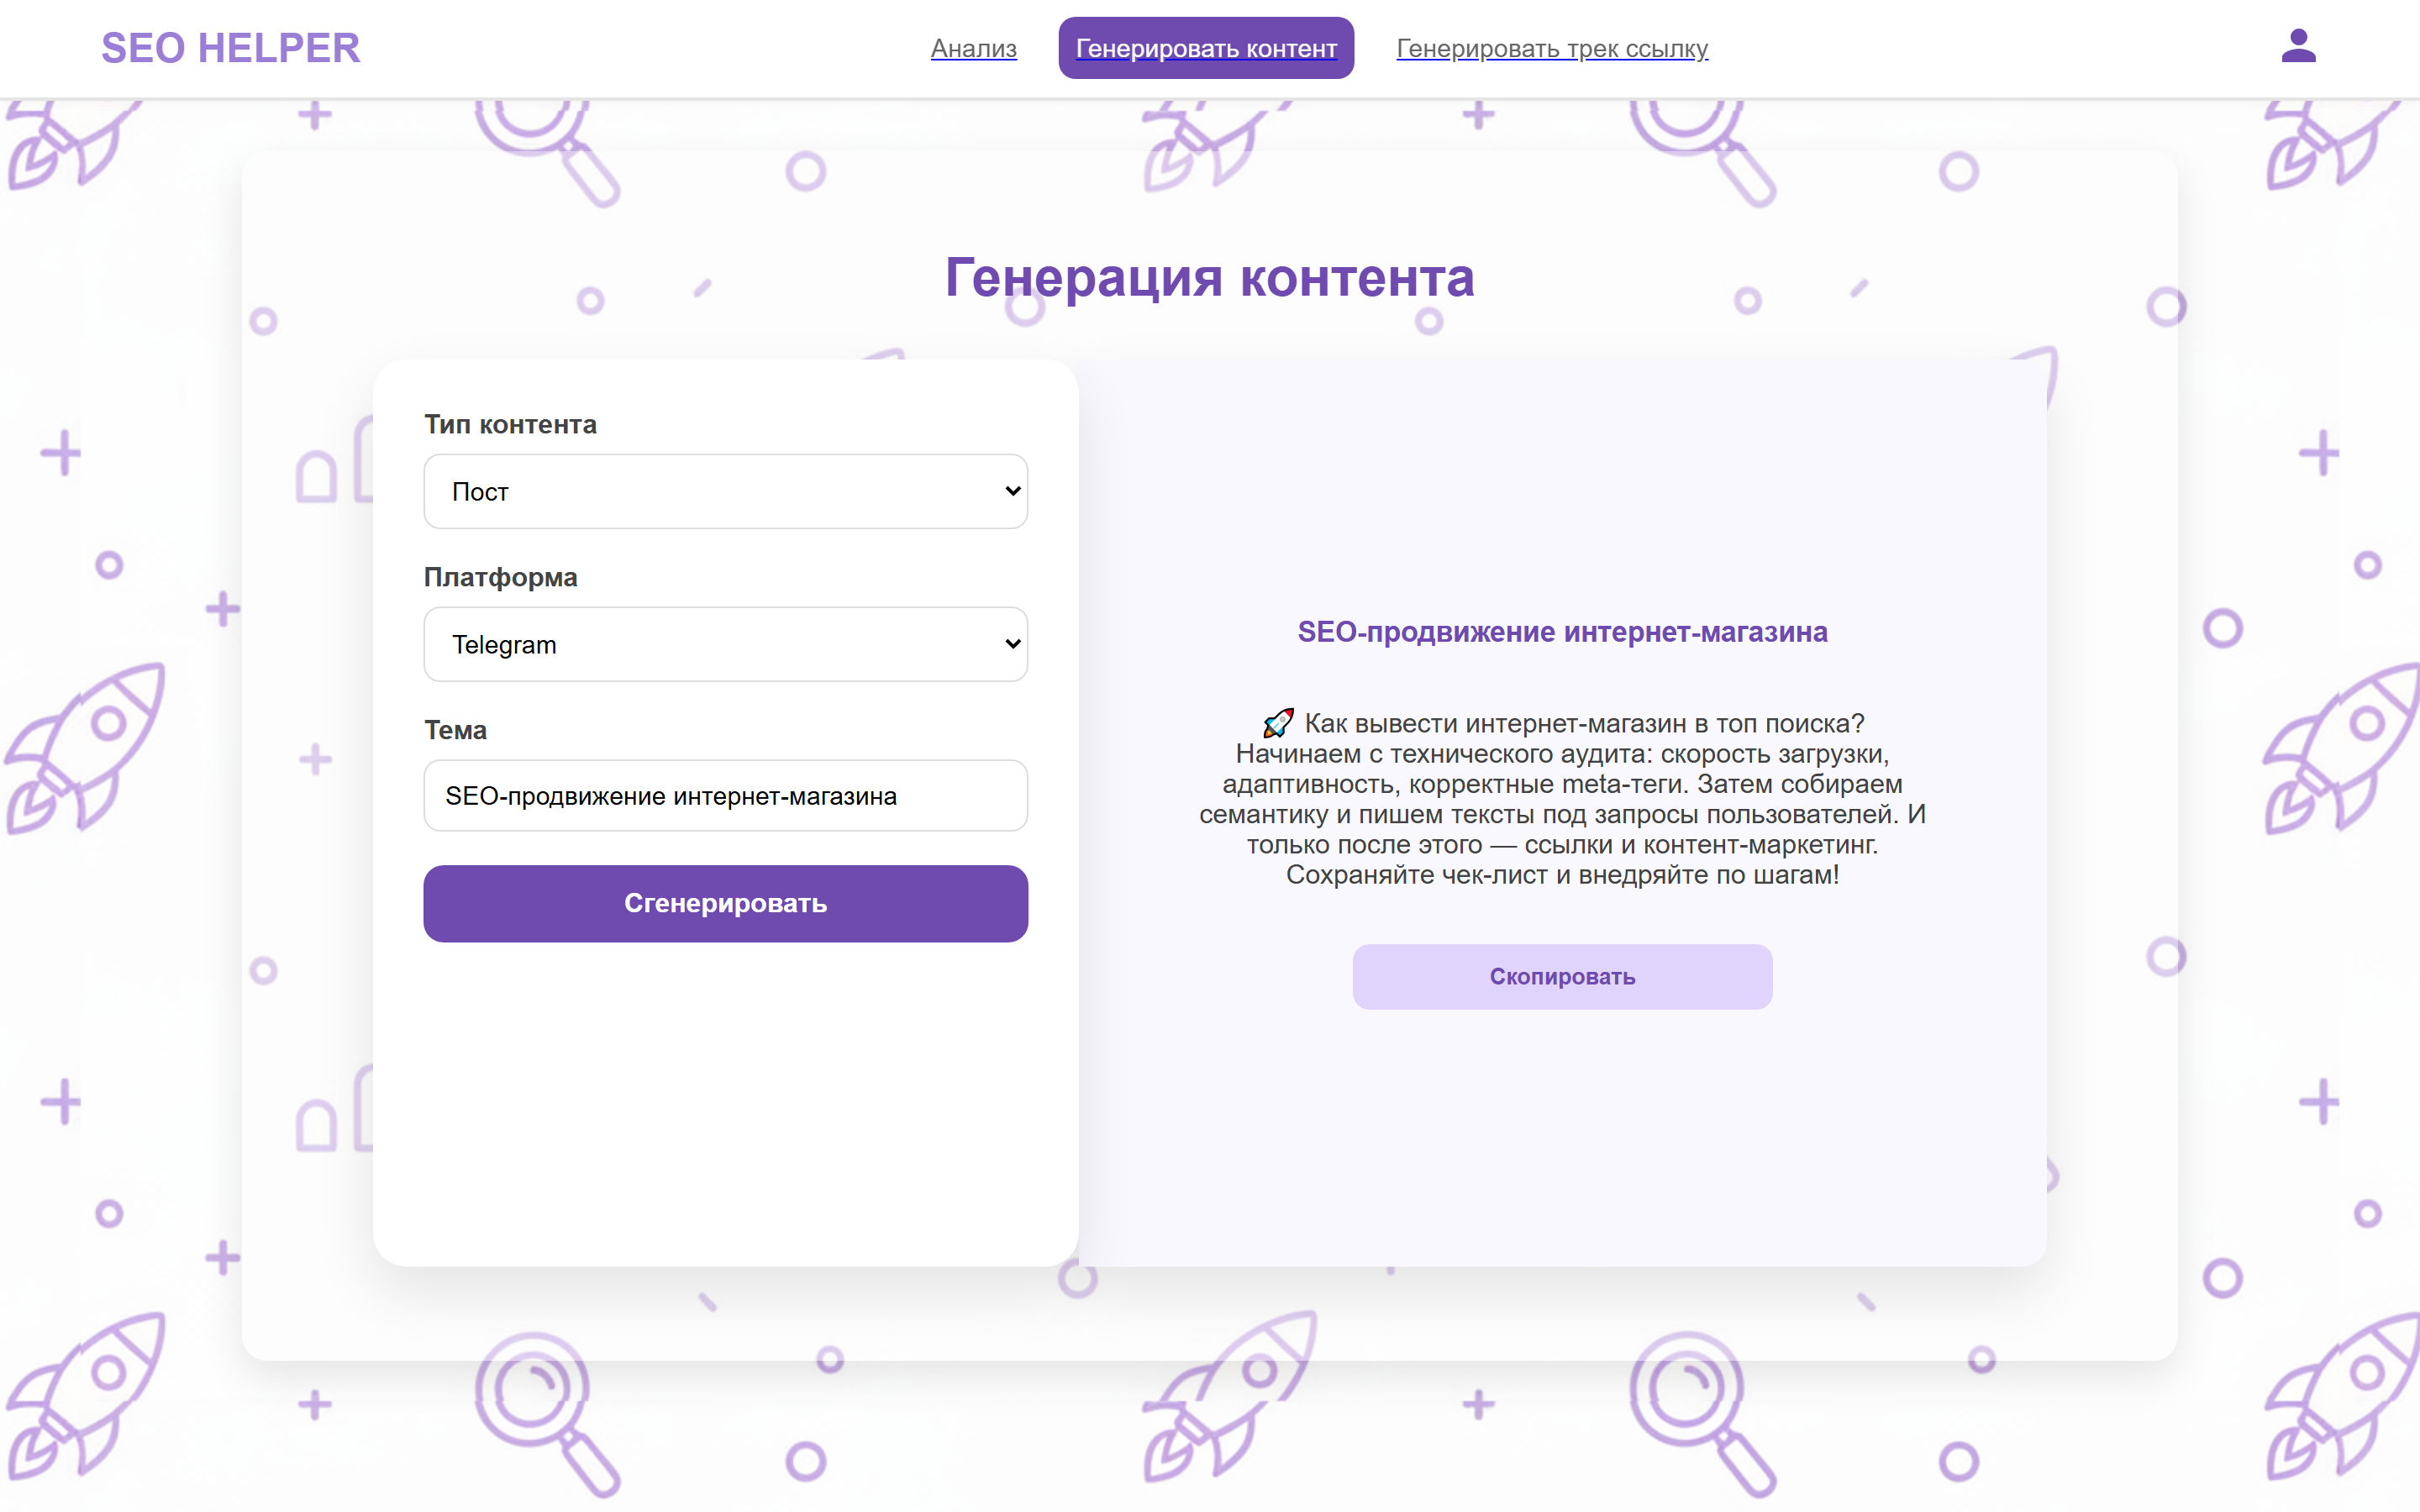 SEO HELPER
Анализ
Генерировать контент
Генерировать трек ссылку
Генерация контента
Тип контента
Пост
Платформа
Telegram
Тема
SEO-продвижение интернет-магазина
Сгенерировать
SEO-продвижение интернет-магазина
🚀 Как вывести интернет-магазин в топ поиска?
Начинаем с технического аудита: скорость загрузки,
адаптивность, корректные meta-теги. Затем собираем
семантику и пишем тексты под запросы пользователей. И
только после этого — ссылки и контент-маркетинг.
Сохраняйте чек-лист и внедряйте по шагам!
Скопировать